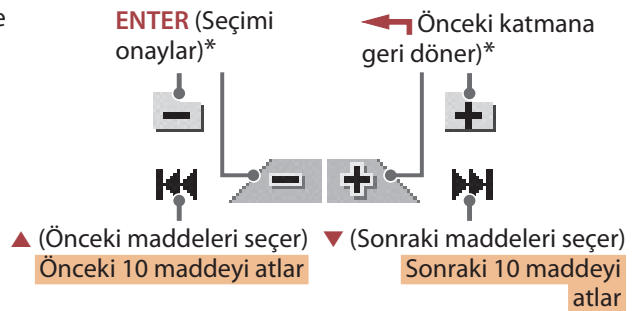 e
ENTER (Seçimi
onaylar)*
Önceki katmana
geri döner)*
▲ (Önceki maddeleri seçer)
Önceki 10 maddeyi atlar
▼ (Sonraki maddeleri seçer)
Sonraki 10 maddeyi
atlar